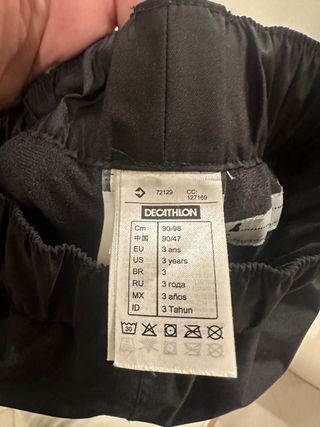 72129 CC: 127169
DECATHLON
Cm 90-98
中国 90/47
EU 3 ans
US 3 years
BR 3
RU 3 года
MX 3 años
ID 3 Tahun
30